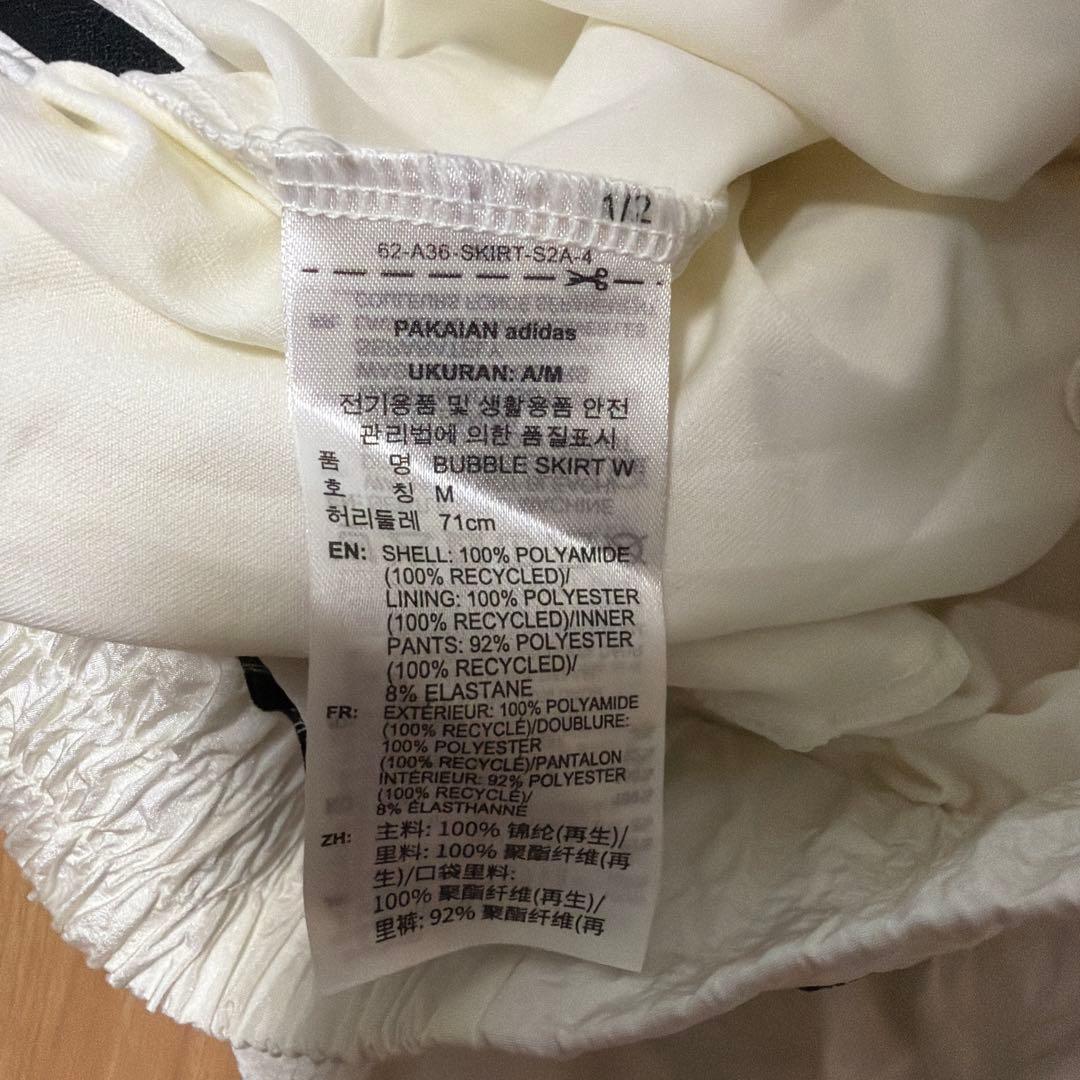 1/2
62-A36-SKIRT-S2A-4
PAKAIAN adidas
UKURAN: A/M
전기용품 및 생활용품 안전
관리법에 의한 품질표시
품 명 BUBBLE SKIRT W
호 칭 M
허리둘레 71cm
EN: SHELL: 100% POLYAMIDE
(100% RECYCLED)/
LINING: 100% POLYESTER
(100% RECYCLED)/INNER
PANTS: 92% POLYESTER
(100% RECYCLED)/
8% ELASTANE
FR: EXTÉRIEUR: 100% POLYAMIDE
(100% RECYCLÉ)/DOUBLURE:
100% POLYESTER
(100% RECYCLÉ)/PANTALON
INTÉRIEUR: 92% POLYESTER
(100% RECYCLÉ)/
8% ÉLASTHANNE
ZH: 主料: 100% 锦纶(再生)/
里料: 100% 聚酯纤维(再
生)/口袋里料:
100% 聚酯纤维(再生)/
里裤: 92% 聚酯纤维(再